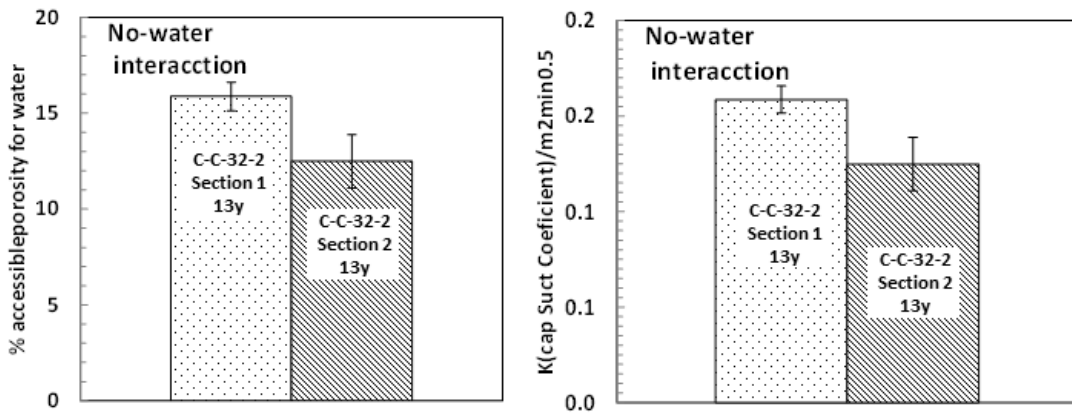 % accessibleporosity for water
20
15
10
5
0
No-water
interacction
C-C-32-2
Section 1
13y
C-C-32-2
Section 2
13y
K(cap Suct Coeficient)/m2min0.5
0.2
0.2
0.1
0.1
0.0
No-water
interacction
C-C-32-2
Section 1
13y
C-C-32-2
Section 2
13y